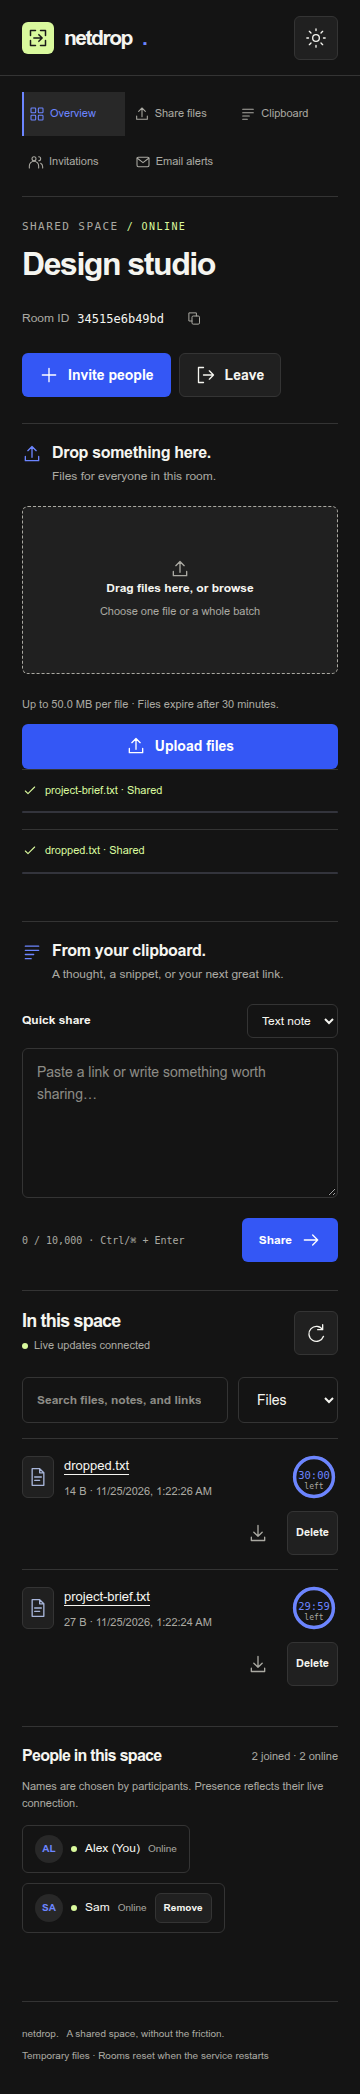 netdrop.
Overview
Share files
Clipboard
Invitations
Email alerts
SHARED SPACE / ONLINE
Design studio
Room ID 34515e6b49bd
Invite people
Leave
Drop something here.
Files for everyone in this room.
Drag files here, or browse
Choose one file or a whole batch
Up to 50.0 MB per file · Files expire after 30 minutes.
Upload files
project-brief.txt · Shared
dropped.txt · Shared
From your clipboard.
A thought, a snippet, or your next great link.
Quick share
Text note
Paste a link or write something worth
sharing…
0 / 10,000 · Ctrl/⌘ + Enter
Share
In this space
Live updates connected
Search files, notes, and links
Files
dropped.txt
14 B · 11/25/2026, 1:22:26 AM
30:00
left
Delete
project-brief.txt
27 B · 11/25/2026, 1:22:24 AM
29:59
left
Delete
People in this space
2 joined · 2 online
Names are chosen by participants. Presence reflects their live
connection.
AL Alex (You) Online
SA Sam Online Remove
netdrop. A shared space, without the friction.
Temporary files · Rooms reset when the service restarts